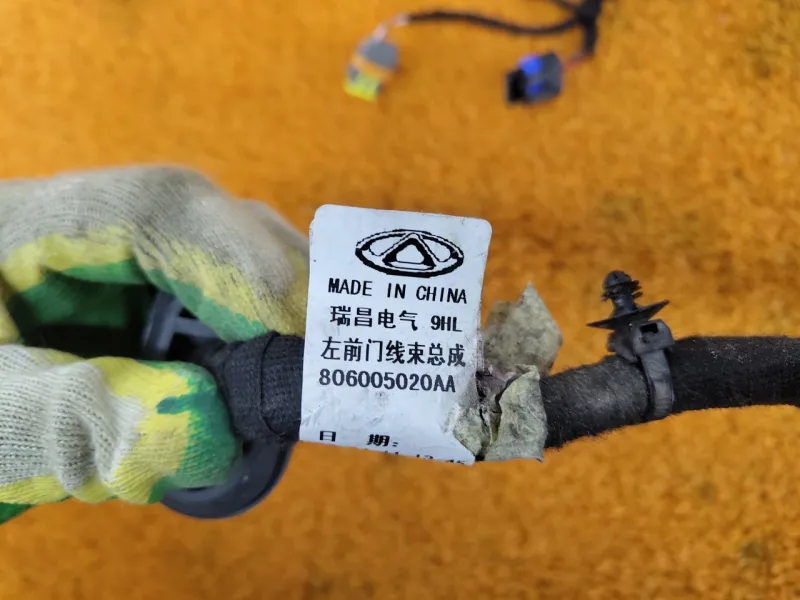 MADE IN CHINA
瑞昌电气 9HL
左前门线束总成
806005020AA
日 期: